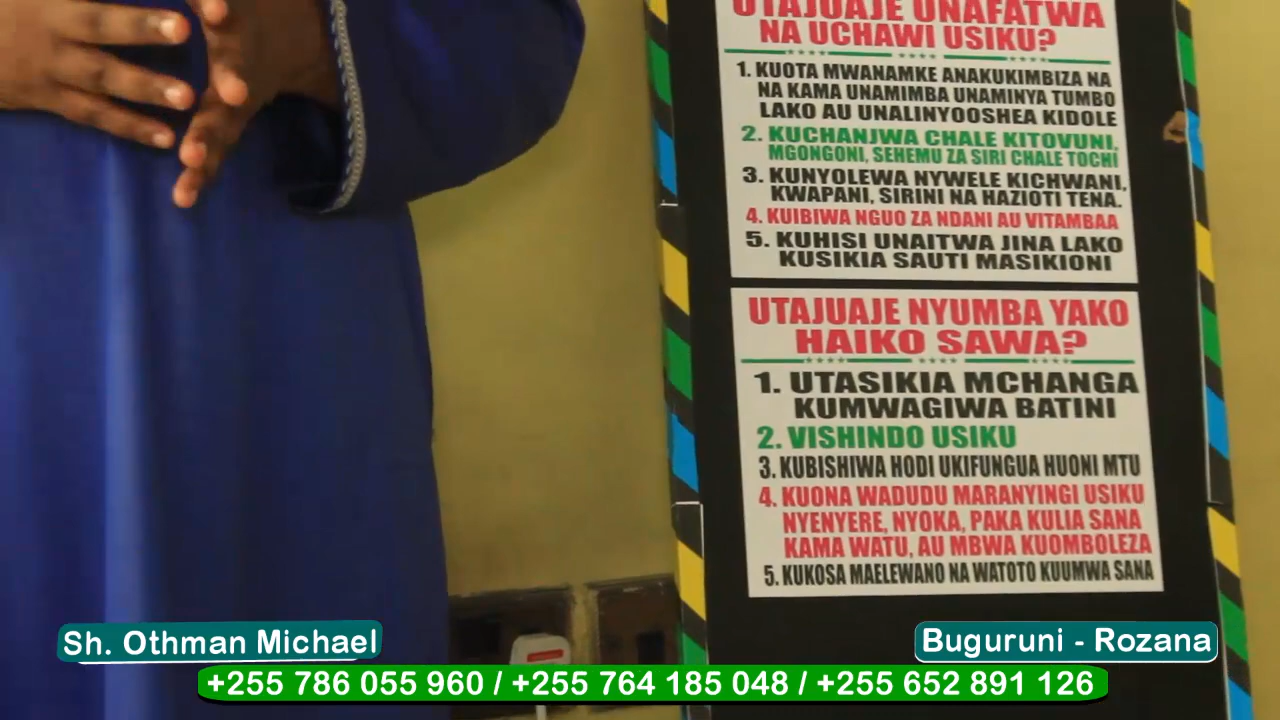 UTAJUAJE UNAFATWA
NA UCHAWI USIKU?
1. KUOTA MWANAMKE ANAKUKIMBIZA NA
NA KAMA UNAMIMBA UNAMINYA TUMBO
LAKO AU UNALINYOOSHEA KIDOLE
2. KUCHANJWA CHALE KITOVUNI,
MGONGONI, SEHEMU ZA SIRI CHALE TOCHI
3. KUNYOLEWA NYWELE KICHWANI,
KWAPANI, SIRINI NA HAZIOTI TENA.
4. KUIBIWA NGUO ZA NDANI AU VITAMBAA
5. KUHISI UNAITWA JINA LAKO
KUSIKIA SAUTI MASIKIONI
UTAJUAJE NYUMBA YAKO
HAIKO SAWA?
1. UTASIKIA MCHANGA
KUMWAGIWA BATINI
2. VISHINDO USIKU
3. KUBISHIWA HODI UKIFUNGUA HUONI MTU
4. KUONA WADUDU MARANYINGI USIKU
NYENYERE, NYOKA, PAKA KULIA SANA
KAMA WATU, AU MBWA KUOMBOLEZA
5. KUKOSA MAELEWANO NA WATOTO KUUMWA SANA
Sh. Othman Michael
Buguruni - Rozana
+255 786 055 960 / +255 764 185 048 / +255 652 891 126